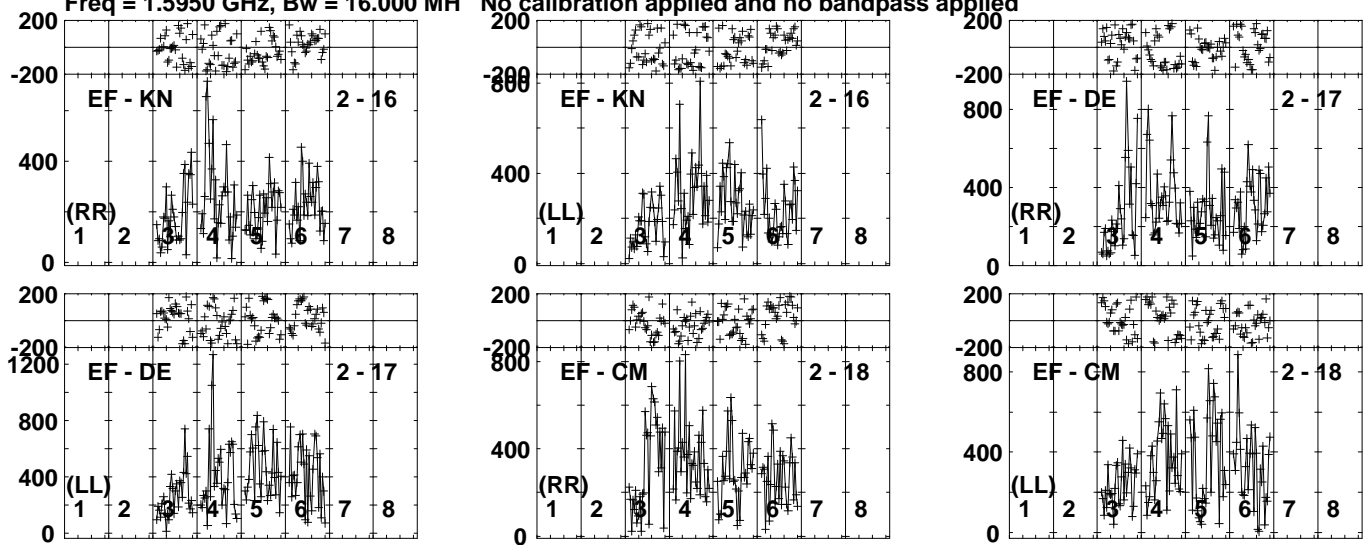 Freq = 1.5950 GHz, Bw = 16.000 MH No calibration applied and no bandpass applied
200
-200
EF - KN 2 - 16
400
(RR)
1 2 3 4 5 6 7 8
0
200
-200
800
EF - KN 2 - 16
400
(LL)
1 2 3 4 5 6 7 8
0
200
-200
EF - DE 2 - 17
800
400
(RR)
1 2 3 4 5 6 7 8
0
200
-200
1200
EF - DE 2 - 17
800
400
(LL)
1 2 3 4 5 6 7 8
0
200
-200
800
EF - CM 2 - 18
400
(RR)
1 2 3 4 5 6 7 8
0
200
-200
800
EF - CM 2 - 18
400
(LL)
1 2 3 4 5 6 7 8
0